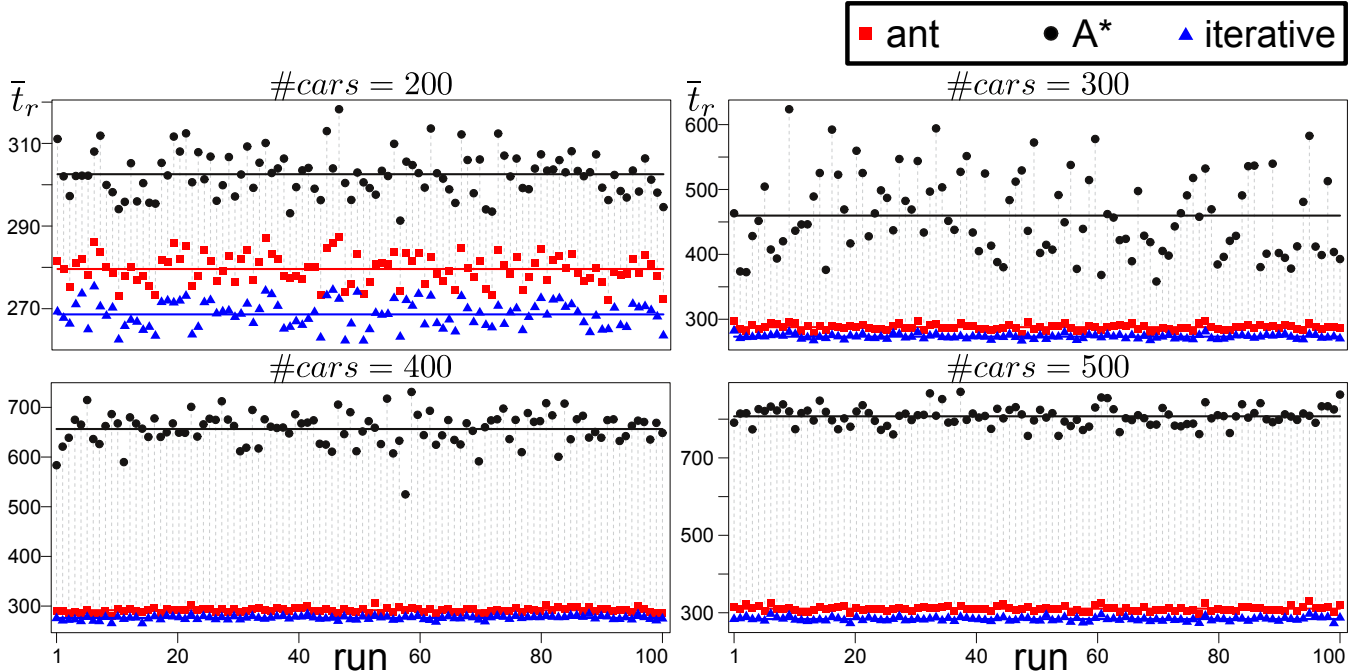 ant A* iterative
#cars = 200
#cars = 300
t̄r
t̄r
310
290
270
600
500
400
300
#cars = 400
#cars = 500
700
600
500
400
300
700
500
300
1 20 40 60 80 100
run
1 20 40 60 80 100
run